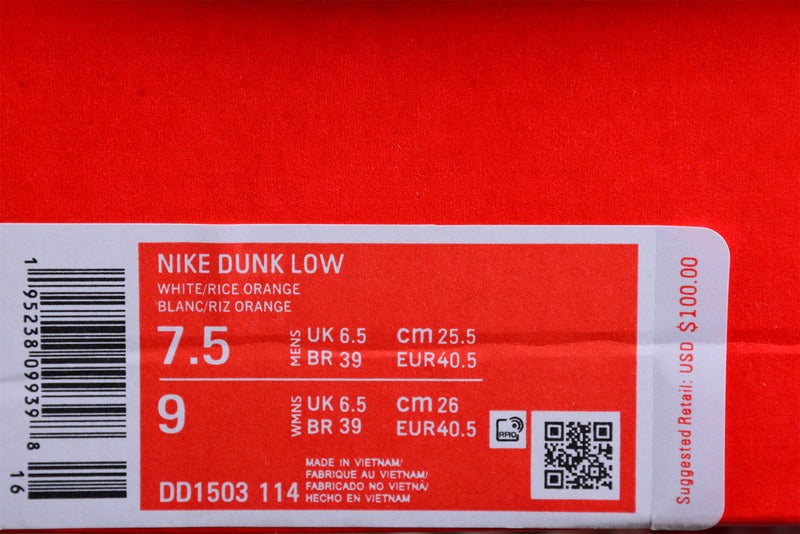 NIKE DUNK LOW
WHITE/RICE ORANGE
BLANC/RIZ ORANGE
7.5 MENS UK 6.5 cm 25.5
BR 39 EUR40.5
9 WMNS UK 6.5 cm 26
BR 39 EUR40.5
DD1503 114
MADE IN VIETNAM/
FABRIQUE AU VIETNAM/
FABRICADO NO VIETNÃ/
HECHO EN VIETNAM
1 95238 09939 8
16
Suggested Retail: USD $100.00